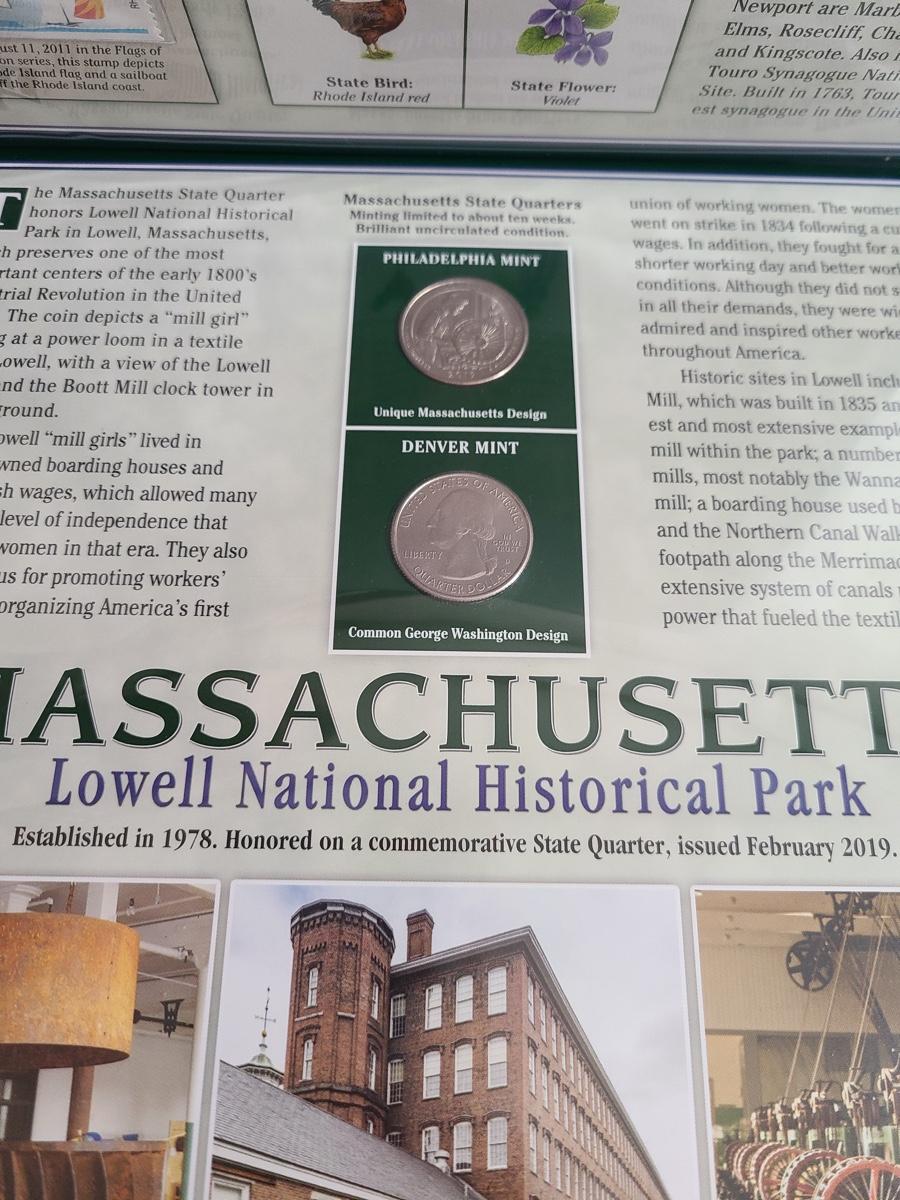 ust 11, 2011 in the Flags of
on series, this stamp depicts
de Island flag and a sailboat
ff the Rhode Island coast.
State Bird:
Rhode Island red
State Flower:
Violet
Newport are Marb
Elms, Rosecliff, Cha
and Kingscote. Also
Touro Synagogue Nati
Site. Built in 1763, Tour
est synagogue in the Unit
The Massachusetts State Quarter
honors Lowell National Historical
Park in Lowell, Massachusetts,
ch preserves one of the most
rtant centers of the early 1800's
trial Revolution in the United
The coin depicts a “mill girl”
g at a power loom in a textile
Lowell, with a view of the Lowell
and the Boott Mill clock tower in
ground.
owell “mill girls” lived in
wned boarding houses and
sh wages, which allowed many
level of independence that
women in that era. They also
us for promoting workers’
organizing America’s first
Massachusetts State Quarters
Minting limited to about ten weeks.
Brilliant uncirculated condition.
PHILADELPHIA MINT
2019
Unique Massachusetts Design
DENVER MINT
UNITED STATES OF AMERICA
LIBERTY
IN
GOD WE
TRUST
QUARTER DOLLAR
Common George Washington Design
union of working women. The women
went on strike in 1834 following a cu
wages. In addition, they fought for a
shorter working day and better work
conditions. Although they did not s
in all their demands, they were wid
admired and inspired other worke
throughout America.
Historic sites in Lowell inclu
Mill, which was built in 1835 an
est and most extensive example
mill within the park; a number
mills, most notably the Wanna
mill; a boarding house used b
and the Northern Canal Walk
footpath along the Merrimac
extensive system of canals
power that fueled the textil
MASSACHUSETT
Lowell National Historical Park
Established in 1978. Honored on a commemorative State Quarter, issued February 2019.